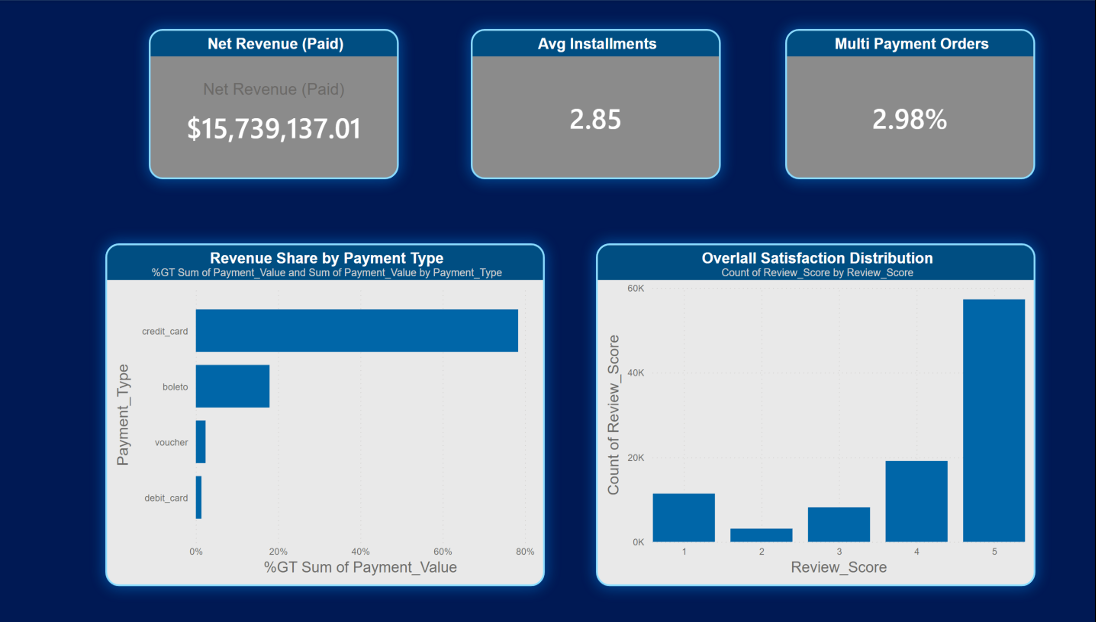 Net Revenue (Paid)
Net Revenue (Paid)
$15,739,137.01
Avg Installments
2.85
Multi Payment Orders
2.98%
Revenue Share by Payment Type
%GT Sum of Payment_Value and Sum of Payment_Value by Payment_Type
Payment_Type
credit_card
boleto
voucher
debit_card
0%
20%
40%
60%
80%
%GT Sum of Payment_Value
Overlall Satisfaction Distribution
Count of Review_Score by Review_Score
Count of Review_Score
60K
40K
20K
0K
1
2
3
4
5
Review_Score